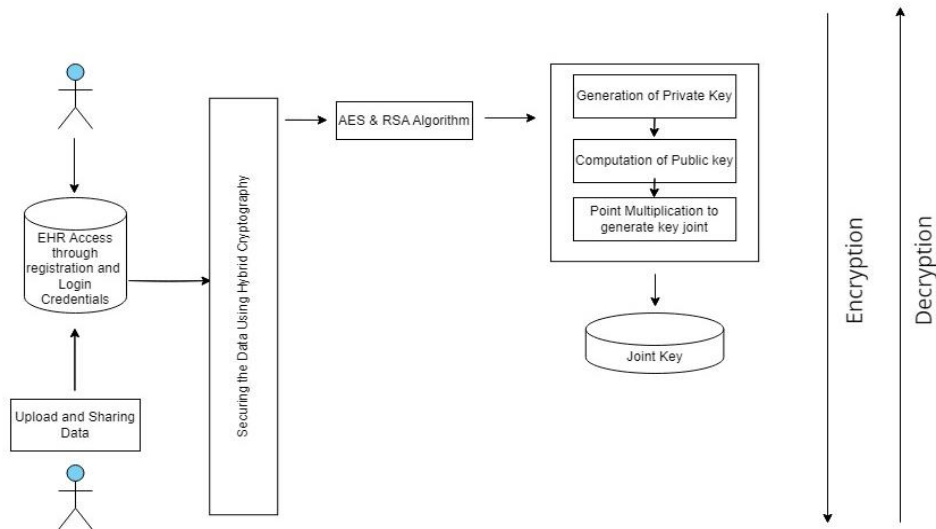 EHR Access
through
registration and
Login
Credentials
Upload and Sharing
Data
Securing the Data Using Hybrid Cryptography
AES & RSA Algorithm
Generation of Private Key
Computation of Public key
Point Multiplication to
generate key joint
Joint Key
Encryption
Decryption